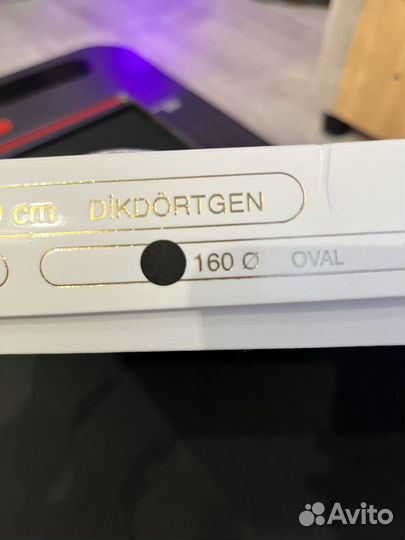 cm DİKDÖRTGEN
160 Ø OVAL
Avito